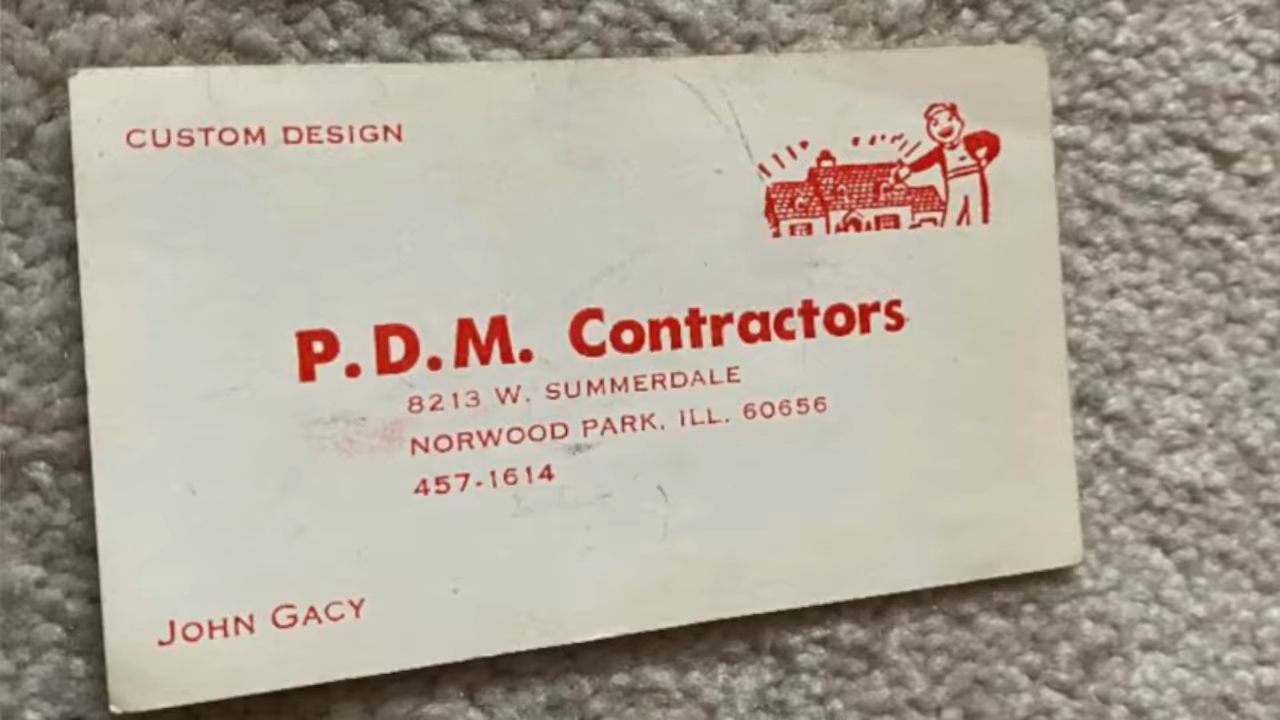 CUSTOM DESIGN
P.D.M. Contractors
8213 W. SUMMERDALE
NORWOOD PARK, ILL. 60656
457-1614
JOHN GACY